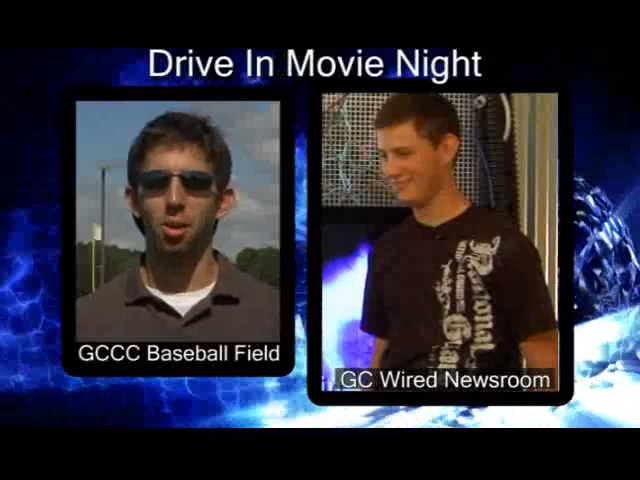 Drive In Movie Night
GCCC Baseball Field
GC Wired Newsroom